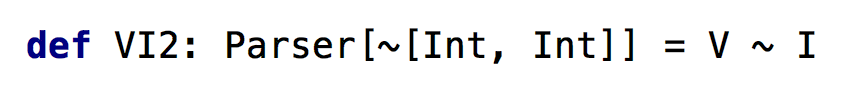 def VI2: Parser[~[Int, Int]] = V ~ I